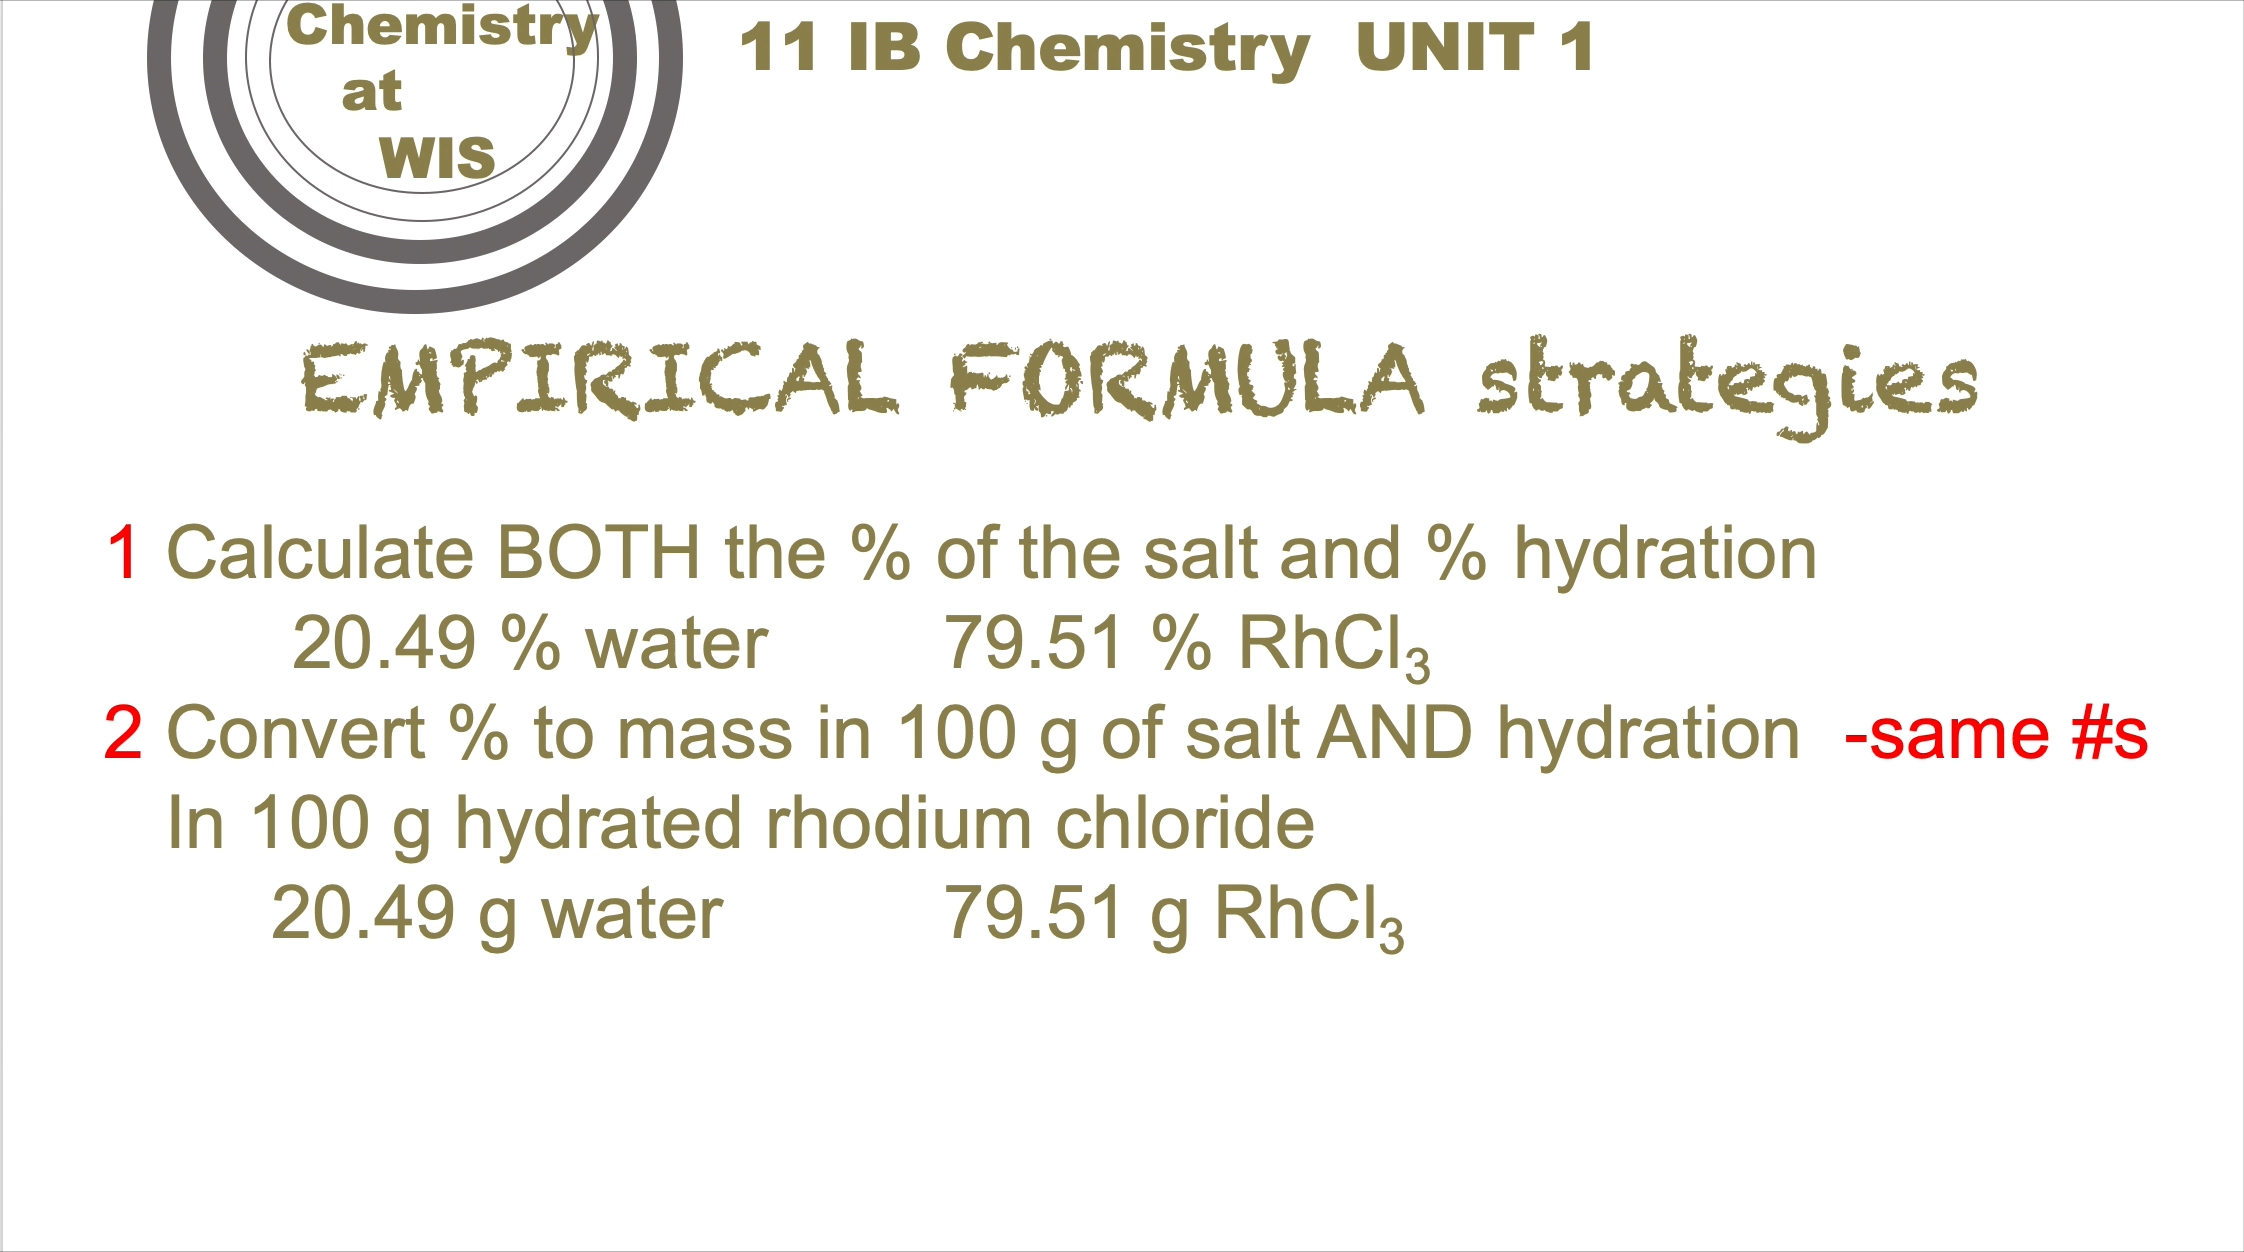 Chemistry
at
WIS
11 IB Chemistry UNIT 1
EMPIRICAL FORMULA strategies
1 Calculate BOTH the % of the salt and % hydration
20.49 % water 79.51 % RhCl₃
2 Convert % to mass in 100 g of salt AND hydration -same #s
In 100 g hydrated rhodium chloride
20.49 g water 79.51 g RhCl₃